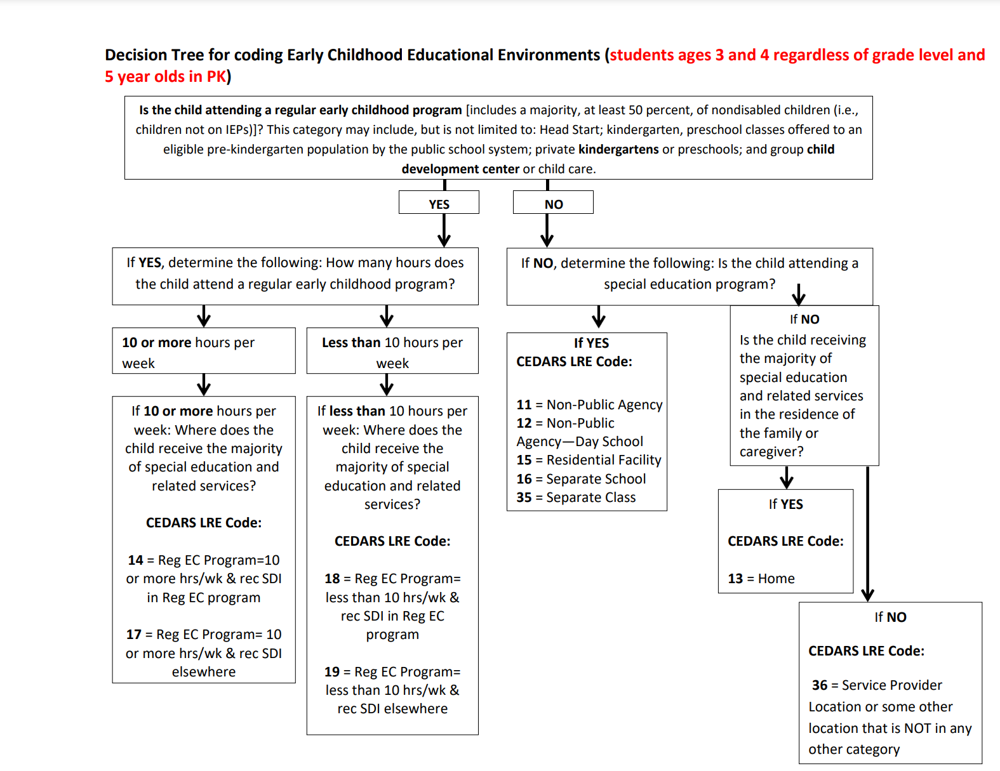 Decision Tree for coding Early Childhood Educational Environments (students ages 3 and 4 regardless of grade level and
5 year olds in PK)
Is the child attending a regular early childhood program [includes a majority, at least 50 percent, of nondisabled children (i.e.,
children not on IEPs)]? This category may include, but is not limited to: Head Start; kindergarten, preschool classes offered to an
eligible pre-kindergarten population by the public school system; private kindergartens or preschools; and group child
development center or child care.
YES
NO
If YES, determine the following: How many hours does
the child attend a regular early childhood program?
If NO, determine the following: Is the child attending a
special education program?
10 or more hours per
week
Less than 10 hours per
week
If 10 or more hours per
week: Where does the
child receive the majority
of special education and
related services?
CEDARS LRE Code:
14 = Reg EC Program=10
or more hrs/wk & rec SDI
in Reg EC program
17 = Reg EC Program= 10
or more hrs/wk & rec SDI
elsewhere
If less than 10 hours per
week: Where does the
child receive the
majority of special
education and related
services?
CEDARS LRE Code:
18 = Reg EC Program=
less than 10 hrs/wk &
rec SDI in Reg EC
program
19 = Reg EC Program=
less than 10 hrs/wk &
rec SDI elsewhere
If YES
CEDARS LRE Code:
11 = Non-Public Agency
12 = Non-Public
Agency—Day School
15 = Residential Facility
16 = Separate School
35 = Separate Class
If NO
Is the child receiving
the majority of
special education
and related services
in the residence of
the family or
caregiver?
If YES
CEDARS LRE Code:
13 = Home
If NO
CEDARS LRE Code:
36 = Service Provider
Location or some other
location that is NOT in any
other category